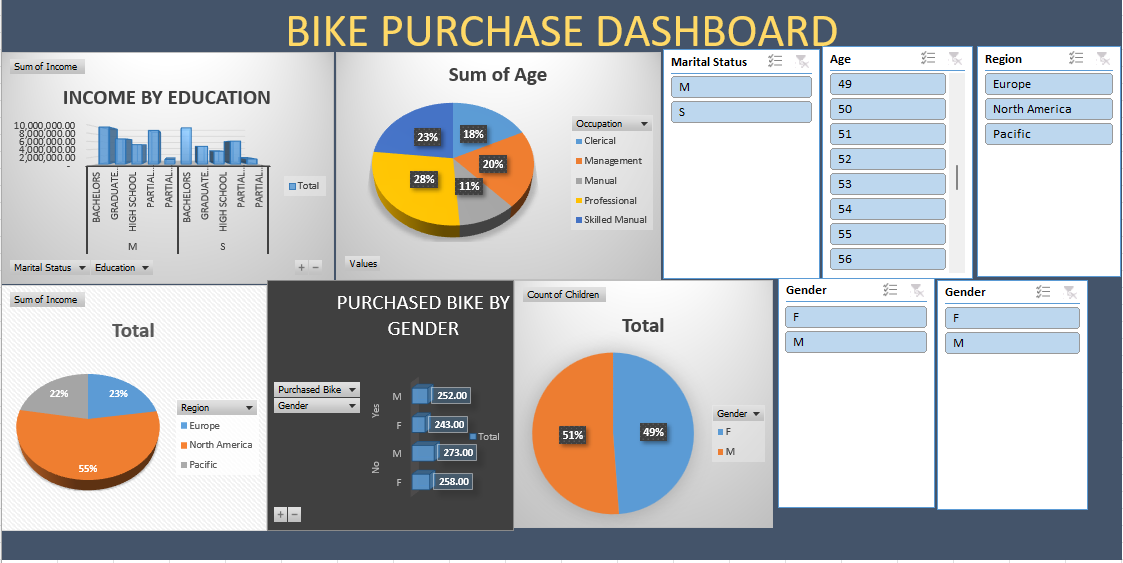 BIKE PURCHASE DASHBOARD
Sum of Income
INCOME BY EDUCATION
10,000,000.00
8,000,000.00
6,000,000.00
4,000,000.00
2,000,000.00
-
BACHELORS
GRADUATE...
HIGH SCHOOL
PARTIAL...
PARTIAL...
BACHELORS
GRADUATE...
HIGH SCHOOL
PARTIAL...
PARTIAL...
M
S
Total
Marital Status
Education
Sum of Age
23%
18%
20%
28%
11%
Occupation
Clerical
Management
Manual
Professional
Skilled Manual
Values
Marital Status
M
S
Age
49
50
51
52
53
54
55
56
Region
Europe
North America
Pacific
Sum of Income
Total
22%
23%
55%
Region
Europe
North America
Pacific
PURCHASED BIKE BY
GENDER
Purchased Bike
Gender
Yes
M
252.00
F
243.00
No
M
273.00
F
258.00
Total
Count of Children
Total
51%
49%
Gender
F
M
Gender
F
M
Gender
F
M